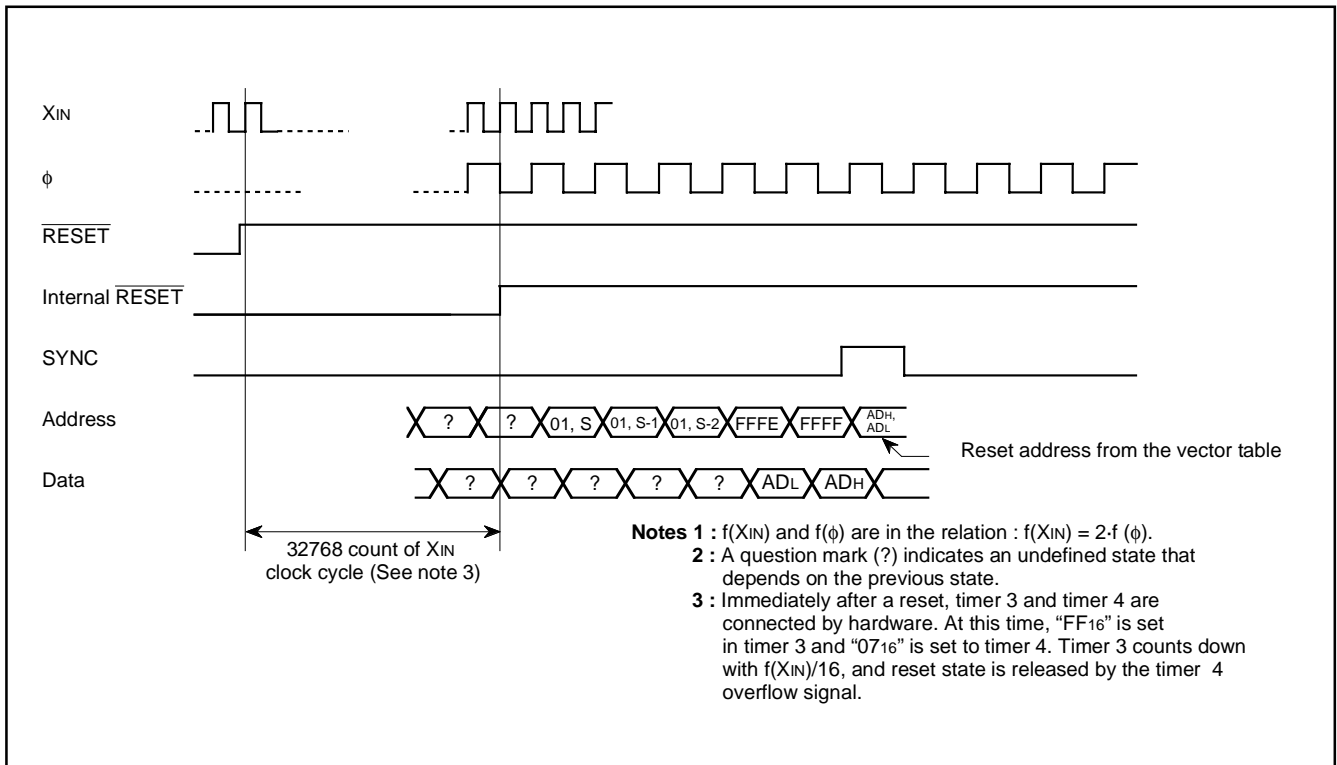 XIN
ϕ
RESET
Internal RESET
SYNC
Address
? ? 01, S 01, S-1 01, S-2 FFFE FFFF ADH,
ADL
Reset address from the vector table
Data
? ? ? ? ? ADL ADH
32768 count of XIN
clock cycle (See note 3)
Notes 1 : f(XIN) and f(ϕ) are in the relation : f(XIN) = 2·f (ϕ).
2 : A question mark (?) indicates an undefined state that
depends on the previous state.
3 : Immediately after a reset, timer 3 and timer 4 are
connected by hardware. At this time, “FF16” is set
in timer 3 and “0716” is set to timer 4. Timer 3 counts down
with f(XIN)/16, and reset state is released by the timer 4
overflow signal.